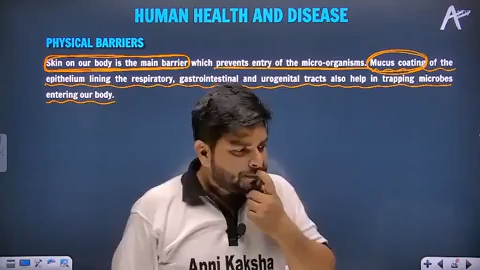 HUMAN HEALTH AND DISEASE
PHYSICAL BARRIERS
Skin on our body is the main barrier which prevents entry of the micro-organisms. Mucus coating of the
epithelium lining the respiratory, gastrointestinal and urogenital tracts also help in trapping microbes
entering our body.
Apni Kaksha